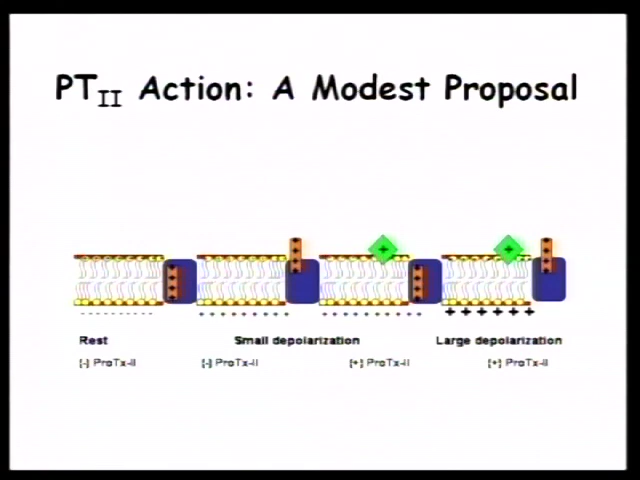 PTII Action: A Modest Proposal
Rest Small depolarization Large depolarization
[-] ProTx-II [-] ProTx-II [+] ProTx-II [+] ProTx-II